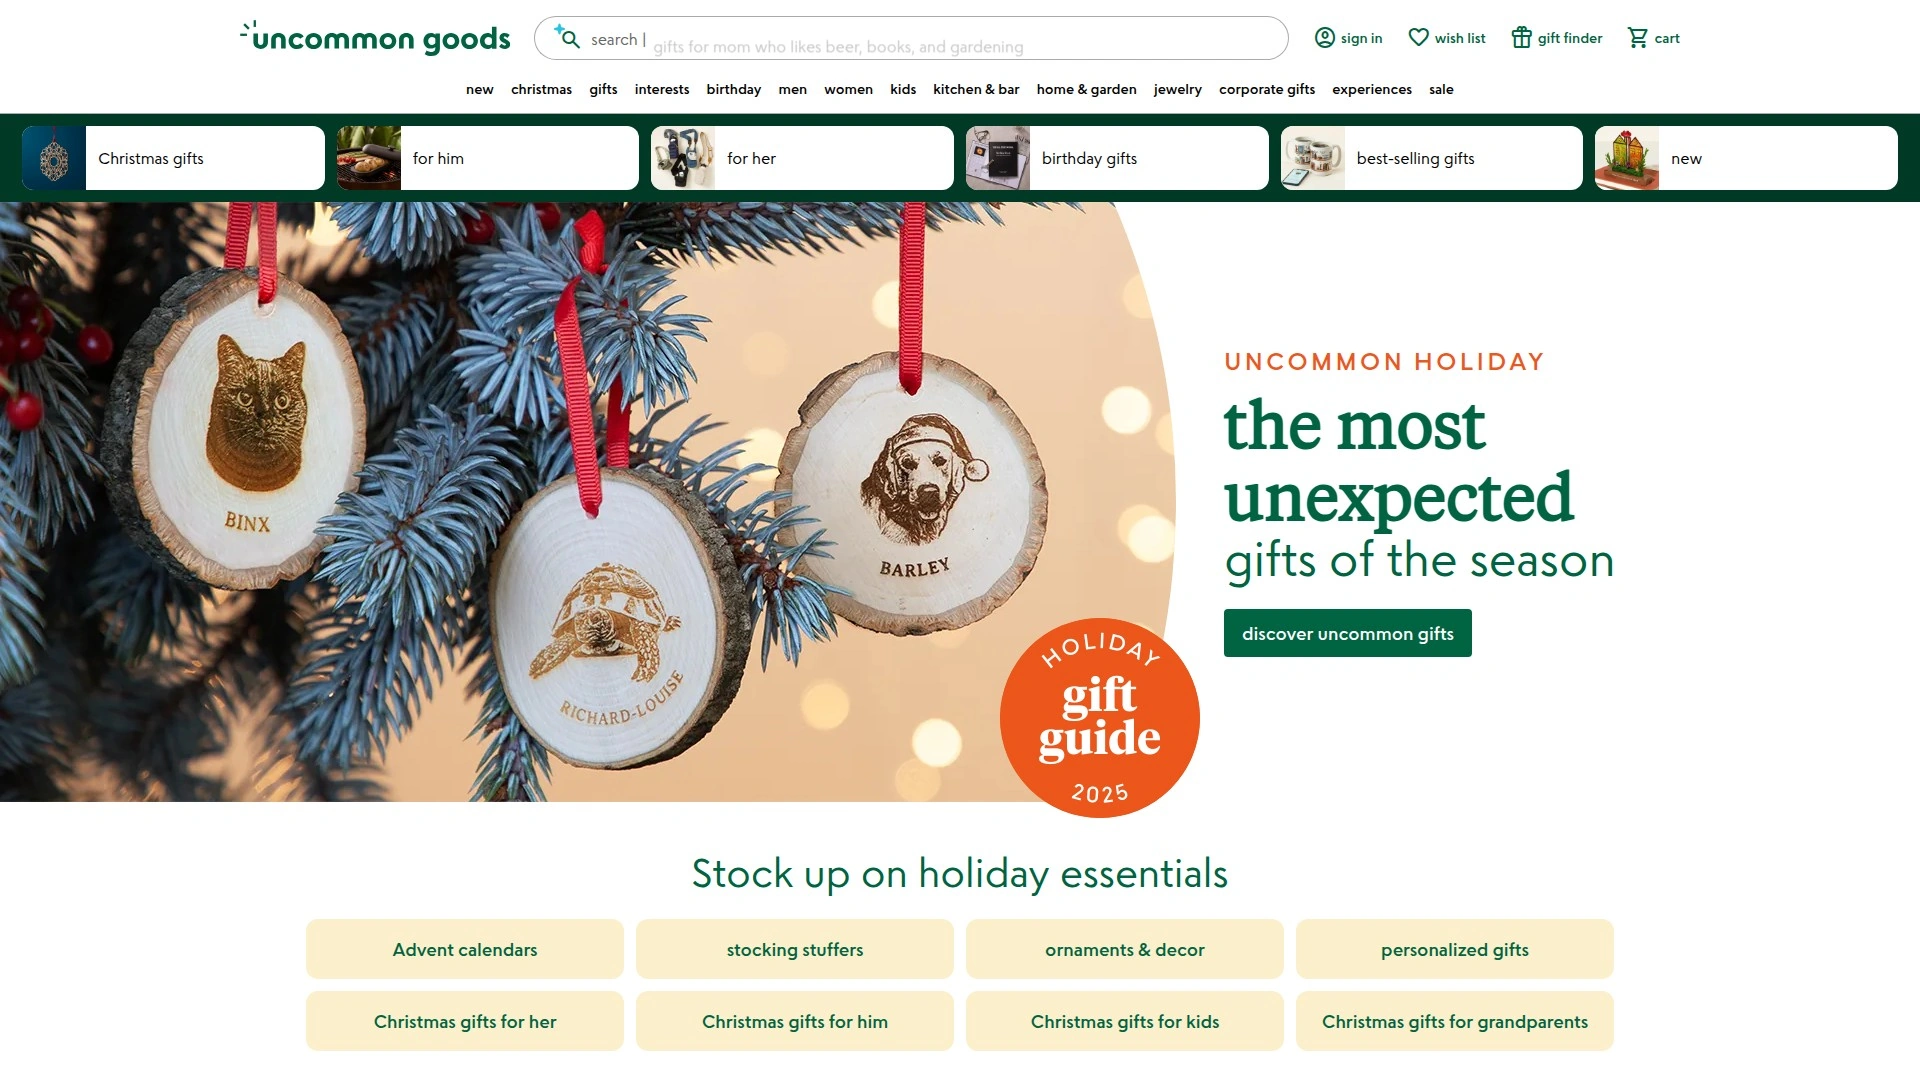 uncommon goods
search | gifts for mom who likes beer, books, and gardening
sign in
wish list
gift finder
cart
new christmas gifts interests birthday men women kids kitchen & bar home & garden jewelry corporate gifts experiences sale
Christmas gifts
for him
for her
birthday gifts
best-selling gifts
new
BINX
RICHARD-LOUISE
BARLEY
HOLIDAY
gift
guide
2025
UNCOMMON HOLIDAY
the most
unexpected
gifts of the season
discover uncommon gifts
Stock up on holiday essentials
Advent calendars
stocking stuffers
ornaments & decor
personalized gifts
Christmas gifts for her
Christmas gifts for him
Christmas gifts for kids
Christmas gifts for grandparents